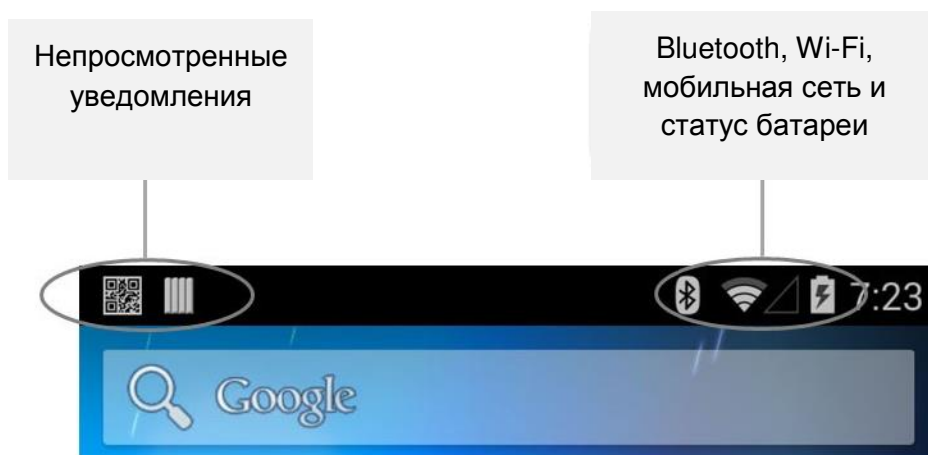 Непросмотренные
уведомления
Bluetooth, Wi-Fi,
мобильная сеть и
статус батареи
7:23
Google